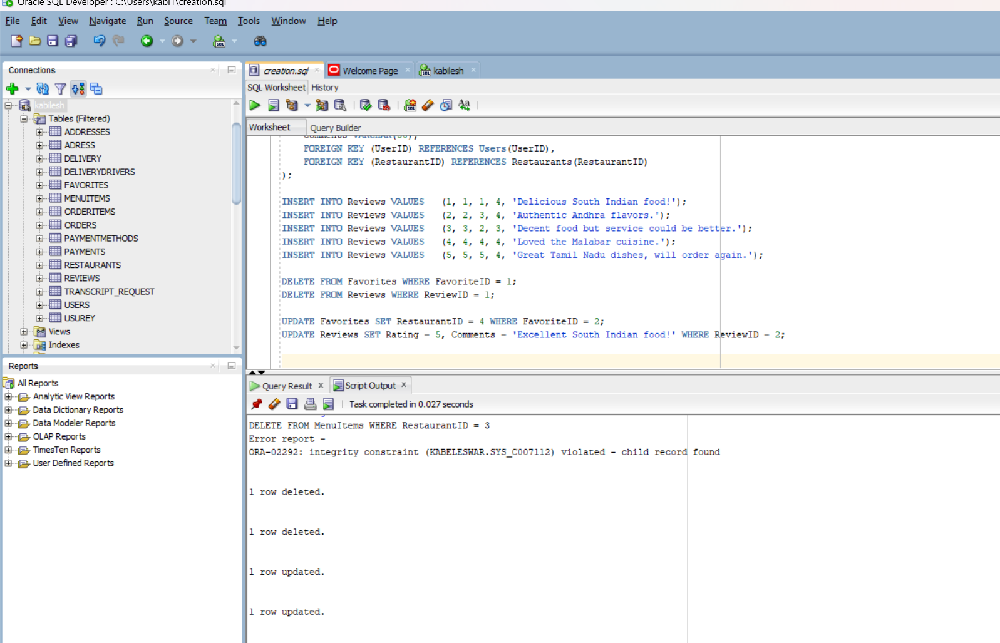 Oracle SQL Developer : C:\Users\kabi1\creation.sql
File Edit View Navigate Run Source Team Tools Window Help
Connections
kabilesh
Tables (Filtered)
ADDRESSES
ADRESS
DELIVERY
DELIVERYDRIVERS
FAVORITES
MENUITEMS
ORDERITEMS
ORDERS
PAYMENTMETHODS
PAYMENTS
RESTAURANTS
REVIEWS
TRANSCRIPT_REQUEST
USERS
USUREY
Views
Indexes
Reports
All Reports
Analytic View Reports
Data Dictionary Reports
Data Modeler Reports
OLAP Reports
TimesTen Reports
User Defined Reports
creation.sql Welcome Page kabilesh
SQL Worksheet History
Worksheet Query Builder
Comments VARCHAR(50),
FOREIGN KEY (UserID) REFERENCES Users(UserID),
FOREIGN KEY (RestaurantID) REFERENCES Restaurants(RestaurantID)
);
INSERT INTO Reviews VALUES (1, 1, 1, 4, 'Delicious South Indian food!');
INSERT INTO Reviews VALUES (2, 2, 3, 4, 'Authentic Andhra flavors.');
INSERT INTO Reviews VALUES (3, 3, 2, 3, 'Decent food but service could be better.');
INSERT INTO Reviews VALUES (4, 4, 4, 4, 'Loved the Malabar cuisine.');
INSERT INTO Reviews VALUES (5, 5, 5, 4, 'Great Tamil Nadu dishes, will order again.');
DELETE FROM Favorites WHERE FavoriteID = 1;
DELETE FROM Reviews WHERE ReviewID = 1;
UPDATE Favorites SET RestaurantID = 4 WHERE FavoriteID = 2;
UPDATE Reviews SET Rating = 5, Comments = 'Excellent South Indian food!' WHERE ReviewID = 2;
Query Result x Script Output x
Task completed in 0.027 seconds
DELETE FROM MenuItems WHERE RestaurantID = 3
Error report -
ORA-02292: integrity constraint (KABELESWAR.SYS_C007112) violated - child record found
1 row deleted.
1 row deleted.
1 row updated.
1 row updated.